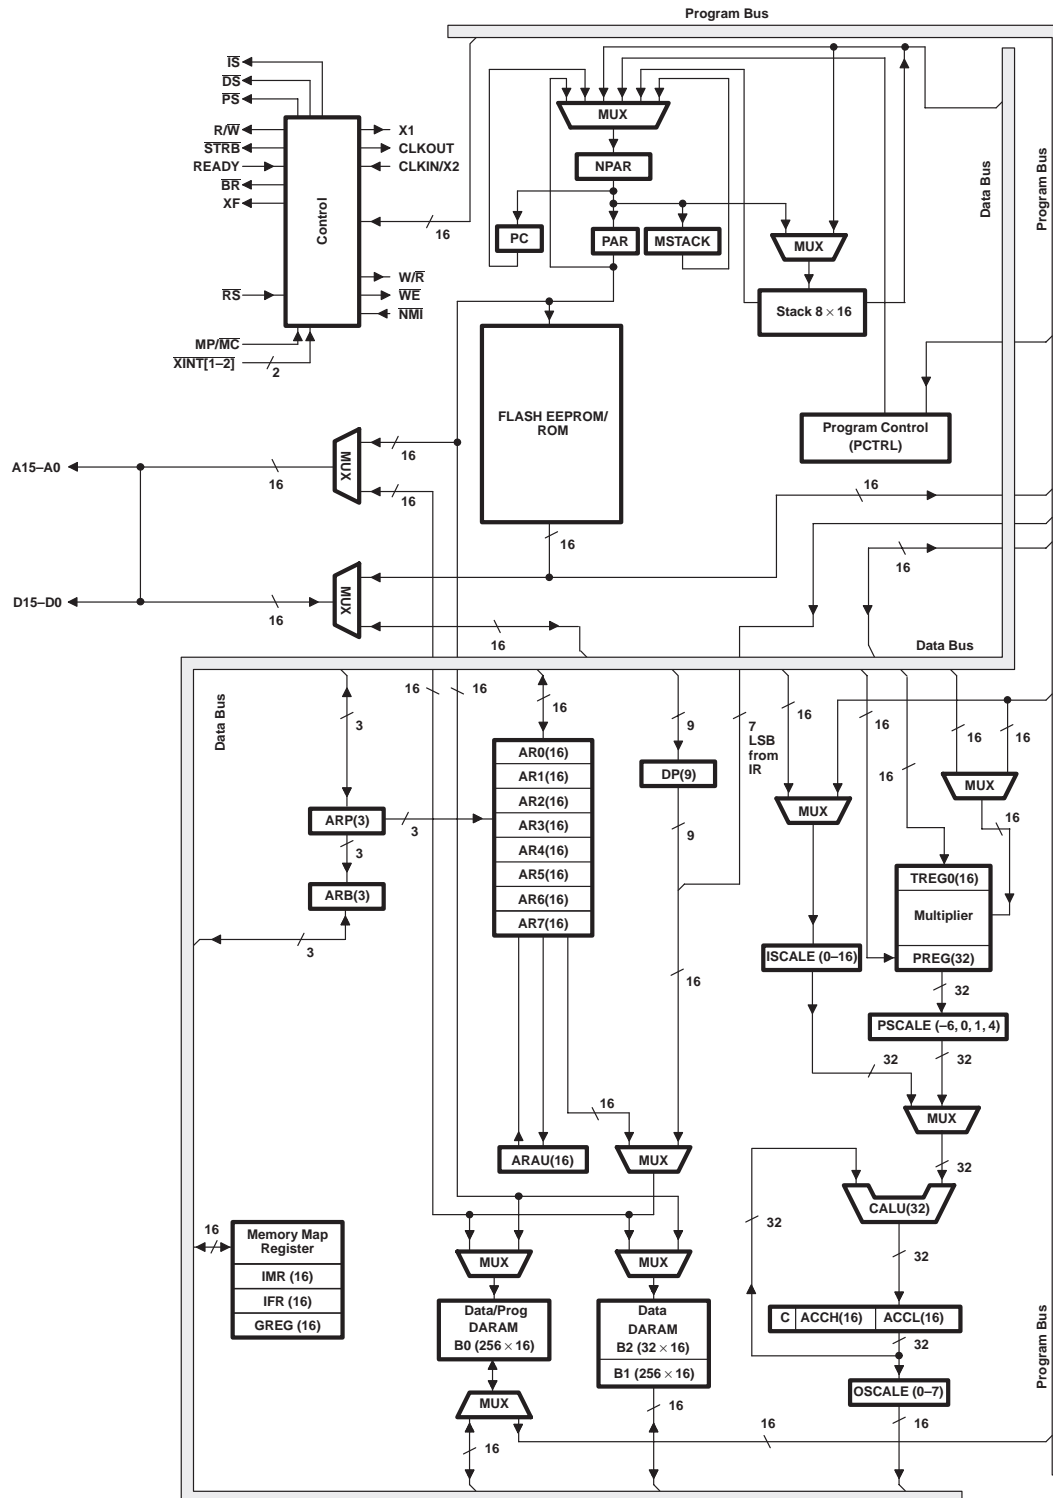 Program Bus
IS
DS
PS
R/W
STRB
READY
BR
XF
RS
MP/MC
XINT[1–2]
2
Control
X1
CLKOUT
CLKIN/X2
16
W/R
WE
NMI
MUX
NPAR
PC
PAR
MSTACK
MUX
Stack 8 × 16
Data Bus
Program Bus
FLASH EEPROM/
ROM
Program Control
(PCTRL)
A15–A0
16
MUX
16
16
16
16
16
D15–D0
16
MUX
16
Data Bus
Data Bus
3
16
16
16
9
7
LSB
from
IR
16
16
16
16
16
AR0(16)
AR1(16)
AR2(16)
AR3(16)
AR4(16)
AR5(16)
AR6(16)
AR7(16)
DP(9)
9
MUX
MUX
16
ARP(3)
3
3
ARB(3)
3
TREG0(16)
Multiplier
PREG(32)
ISCALE (0–16)
16
32
PSCALE (–6, 0, 1, 4)
32
32
MUX
16
ARAU(16)
MUX
32
CALU(32)
32
32
16
Memory Map
Register
IMR (16)
IFR (16)
GREG (16)
MUX
MUX
Data/Prog
DARAM
B0 (256 × 16)
Data
DARAM
B2 (32 × 16)
B1 (256 × 16)
C
ACCH(16)
ACCL(16)
32
OSCALE (0–7)
MUX
16
16
16
16
Program Bus